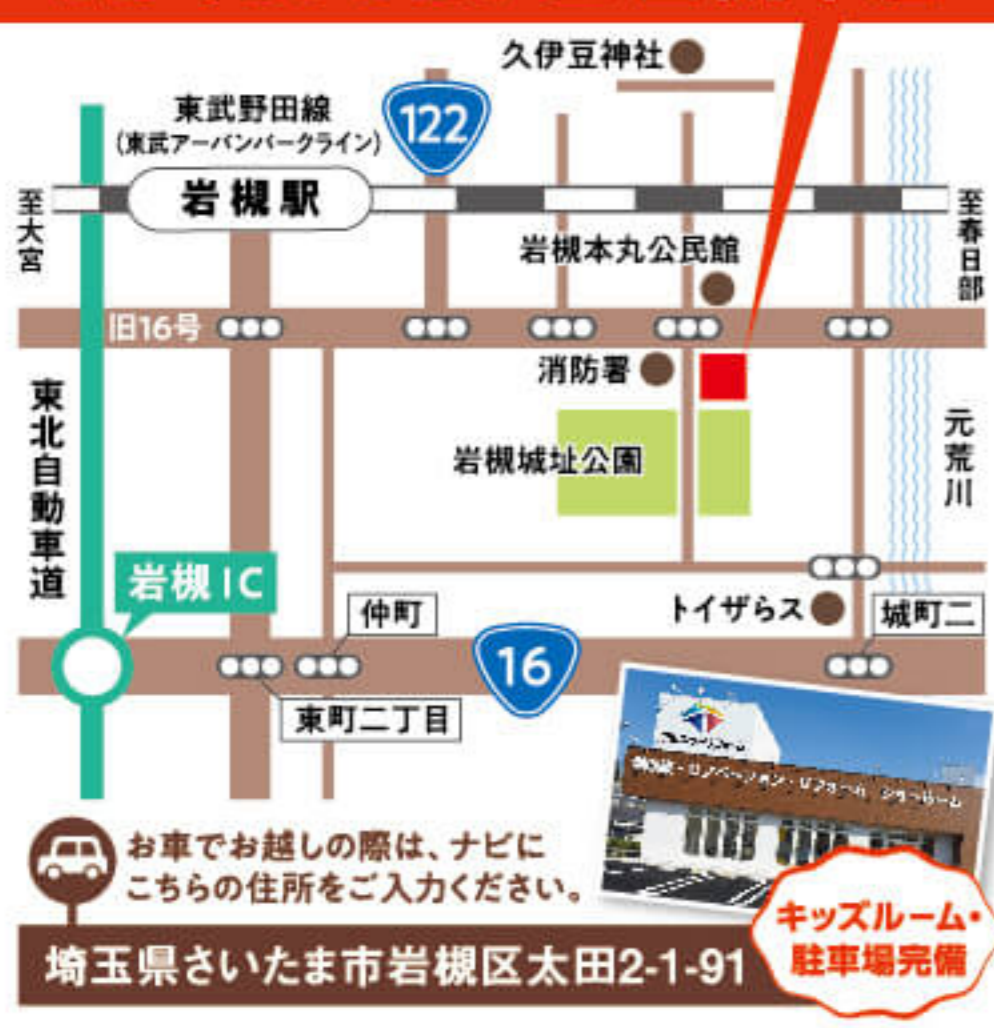 久伊豆神社
東武野田線
(東武アーバンパークライン)
122
岩槻駅
至大宮
至春日部
岩槻本丸公民館
旧16号
消防署
東北自動車道
岩槻城址公園
元荒川
岩槻IC
仲町
トイザらス
城町二
16
東町二丁目
お車でお越しの際は、ナビに
こちらの住所をご入力ください。
キッズルーム・
駐車場完備
埼玉県さいたま市岩槻区太田2-1-91